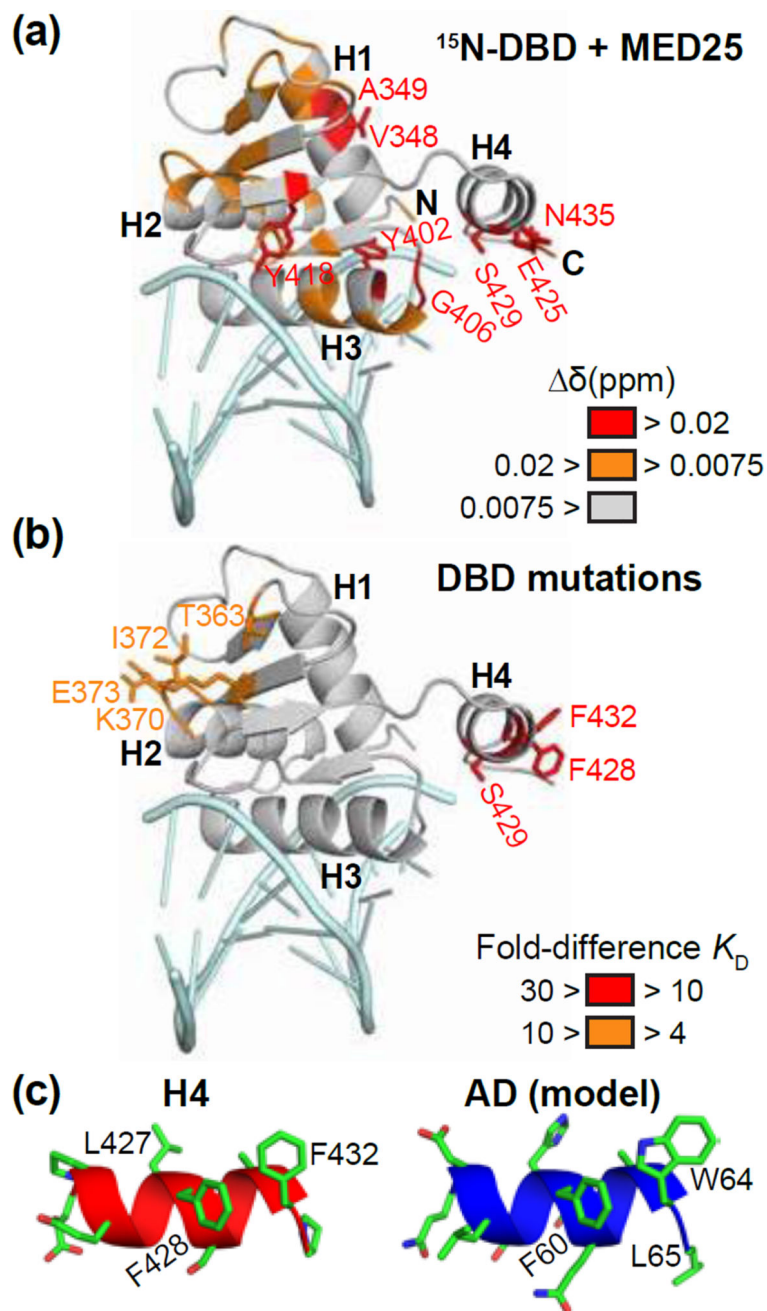 (a)
¹⁵N-DBD + MED25
H1
A349
V348
H4
H2
N
N435
Y402
C
Y418
S429
E425
G406
H3
Δδ(ppm)
> 0.02
0.02 > > 0.0075
0.0075 >
(b)
DBD mutations
H1
T363
I372
H4
E373
F432
K370
H2
F428
S429
H3
Fold-difference K_D
30 > > 10
10 > > 4
(c)
H4
AD (model)
L427
F432
W64
F428
F60
L65